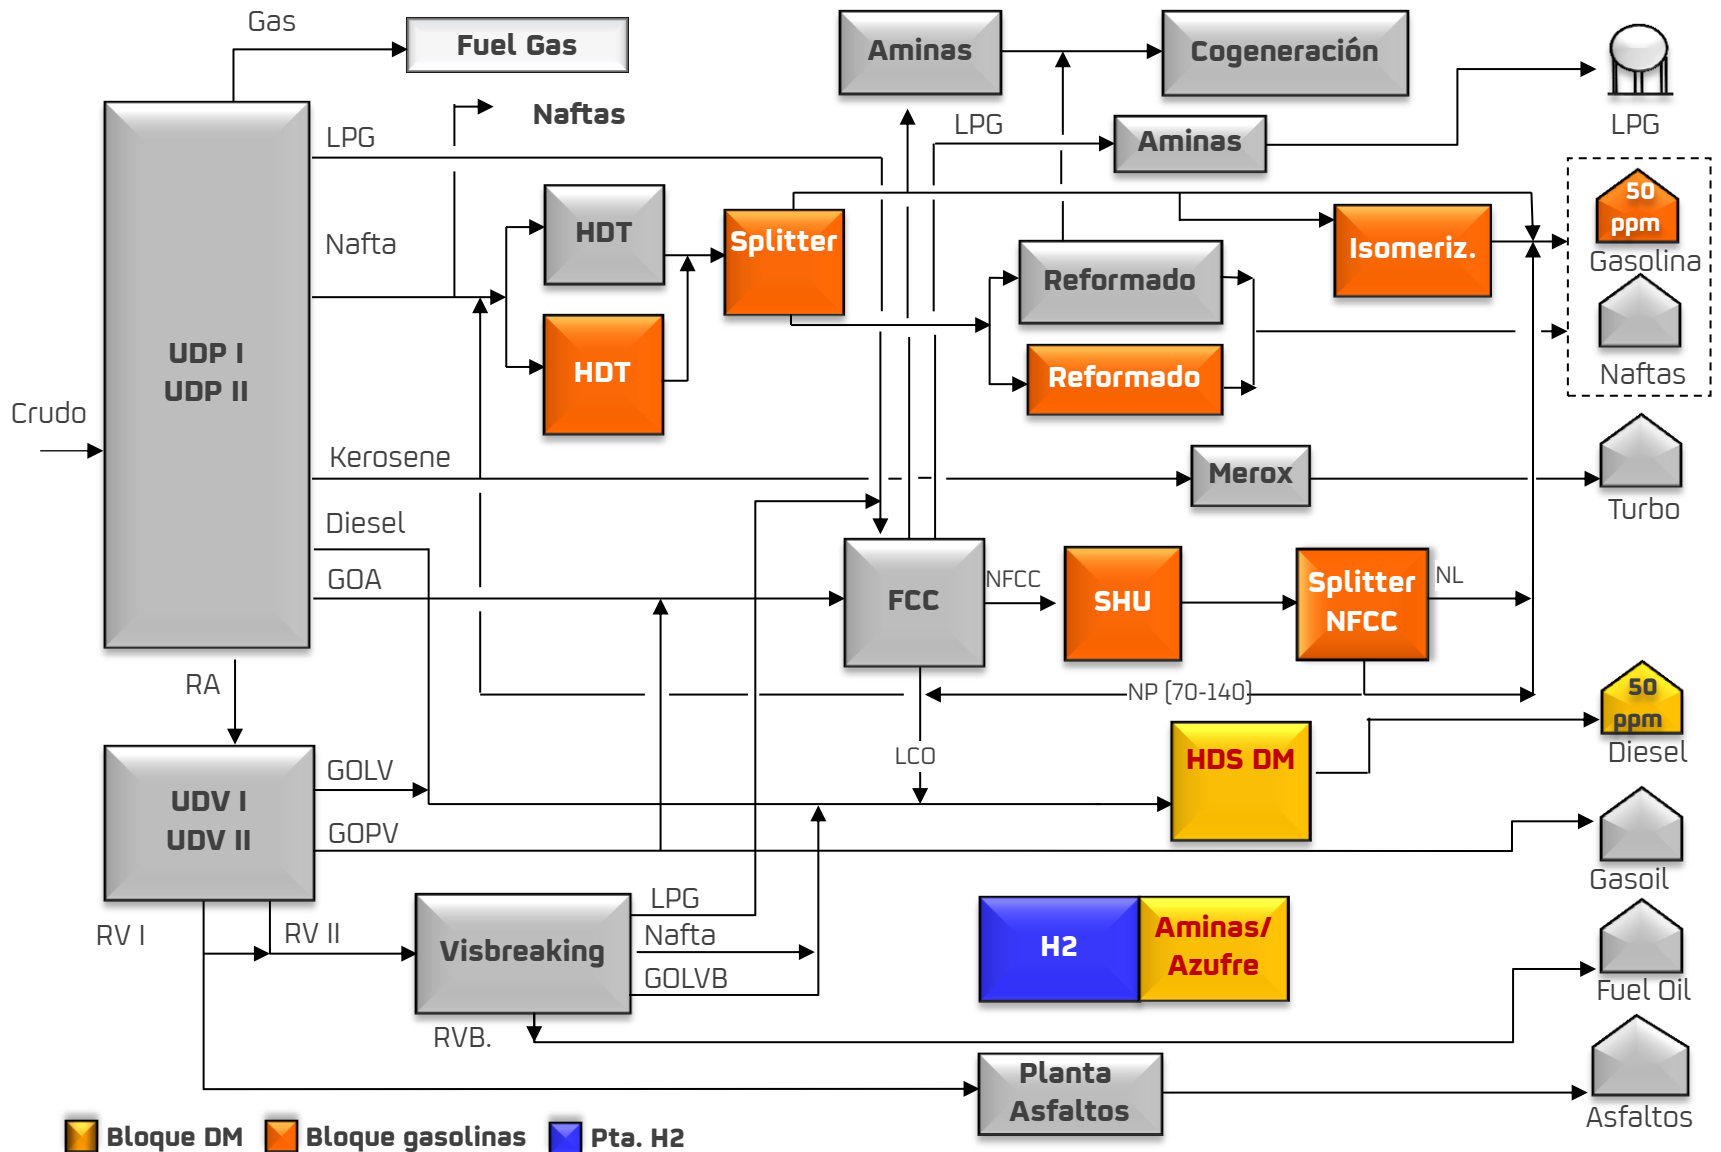 Gas
Fuel Gas
Aminas
Cogeneración
Naftas
LPG
LPG
Aminas
LPG
50
ppm
Gasolina
Nafta
HDT
Splitter
Isomeriz.
Reformado
HDT
Reformado
Naftas
UDP I
UDP II
Crudo
Kerosene
Merox
Turbo
Diesel
GOA
FCC
NFCC
SHU
Splitter
NFCC
NL
RA
NP (70-140)
50
ppm
Diesel
LCO
HDS DM
GOLV
UDV I
UDV II
GOPV
Gasoil
LPG
RV I
RV II
Visbreaking
Nafta
GOLVB
H2
Aminas/
Azufre
Fuel Oil
RVB.
Planta
Asfaltos
Asfaltos
Bloque DM
Bloque gasolinas
Pta. H2